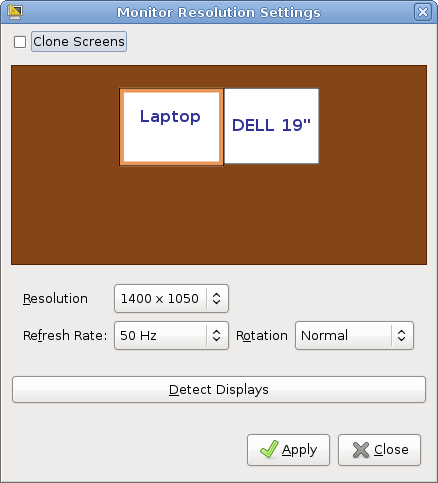 Monitor Resolution Settings
Clone Screens
Laptop
DELL 19"
Resolution 1400 x 1050
Refresh Rate: 50 Hz Rotation Normal
Detect Displays
Apply Close